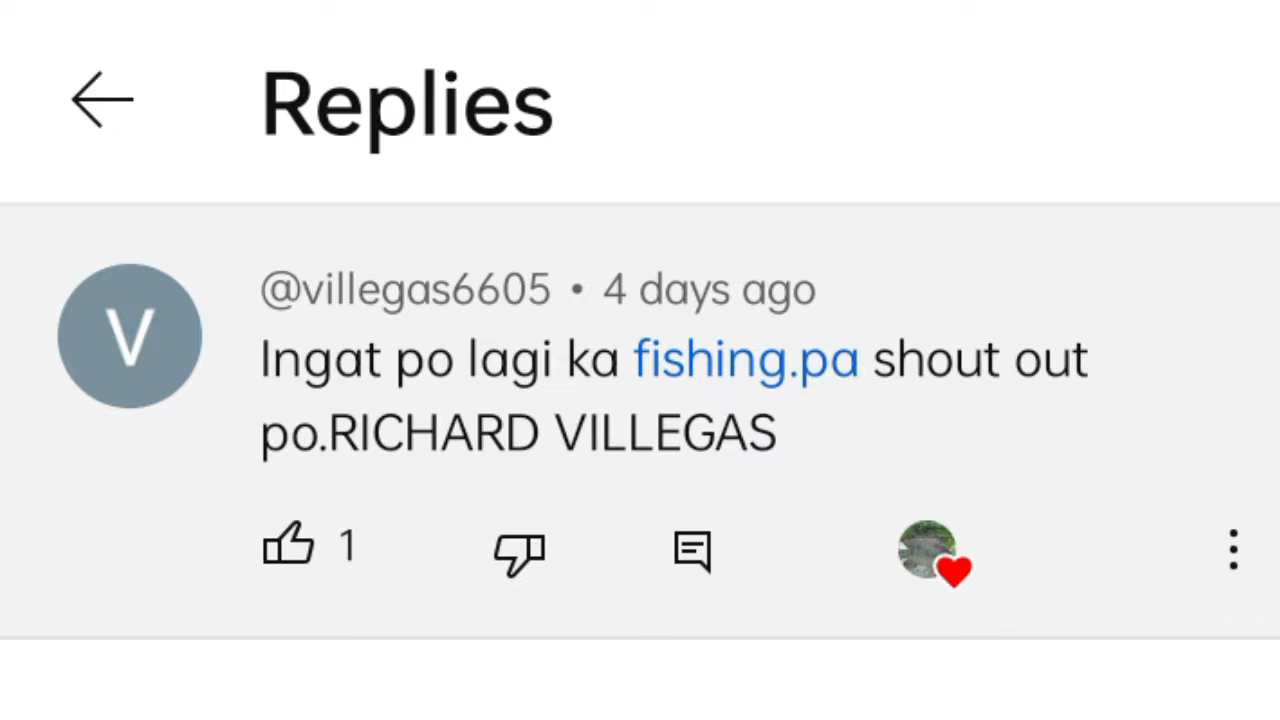 Replies
V
@villegas6605 • 4 days ago
Ingat po lagi ka fishing.pa shout out
po.RICHARD VILLEGAS
1